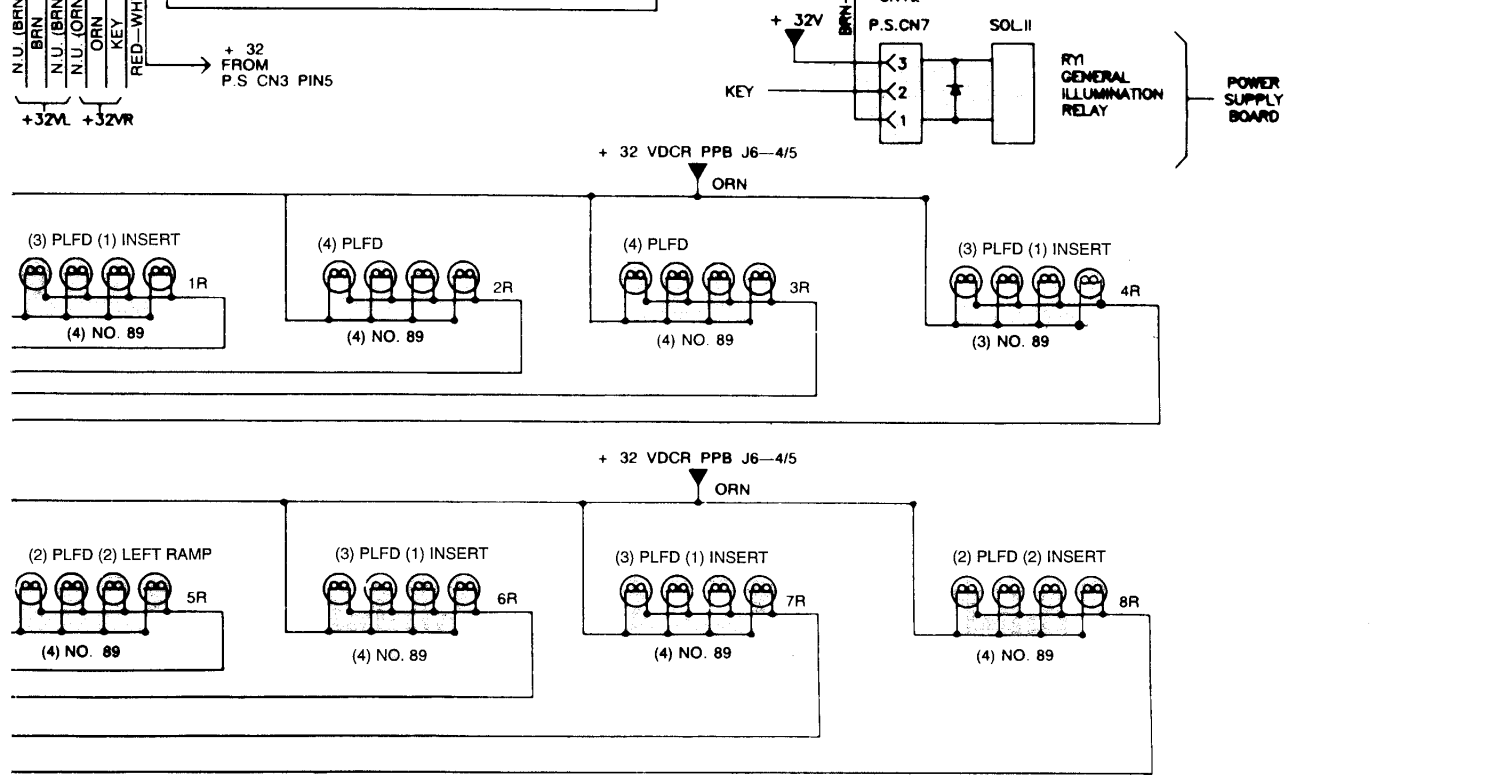 N.U. (BRN
BRN
N.U. (BRN
N.U. (ORN
ORN
KEY
RED—WH
+32VL
+32VR
+ 32
FROM
P.S CN3 PIN5
+ 32V
BRN-
P.S.CN7
SOL.11
3
KEY
2
1
RY1
GENERAL
ILLUMINATION
RELAY
POWER
SUPPLY
BOARD
+ 32 VDCR PPB J6—4/5
ORN
(3) PLFD (1) INSERT
1R
(4) NO. 89
(4) PLFD
2R
(4) NO. 89
(4) PLFD
3R
(4) NO. 89
(3) PLFD (1) INSERT
4R
(3) NO. 89
+ 32 VDCR PPB J6—4/5
ORN
(2) PLFD (2) LEFT RAMP
5R
(4) NO. 89
(3) PLFD (1) INSERT
6R
(4) NO. 89
(3) PLFD (1) INSERT
7R
(4) NO. 89
(2) PLFD (2) INSERT
8R
(4) NO. 89